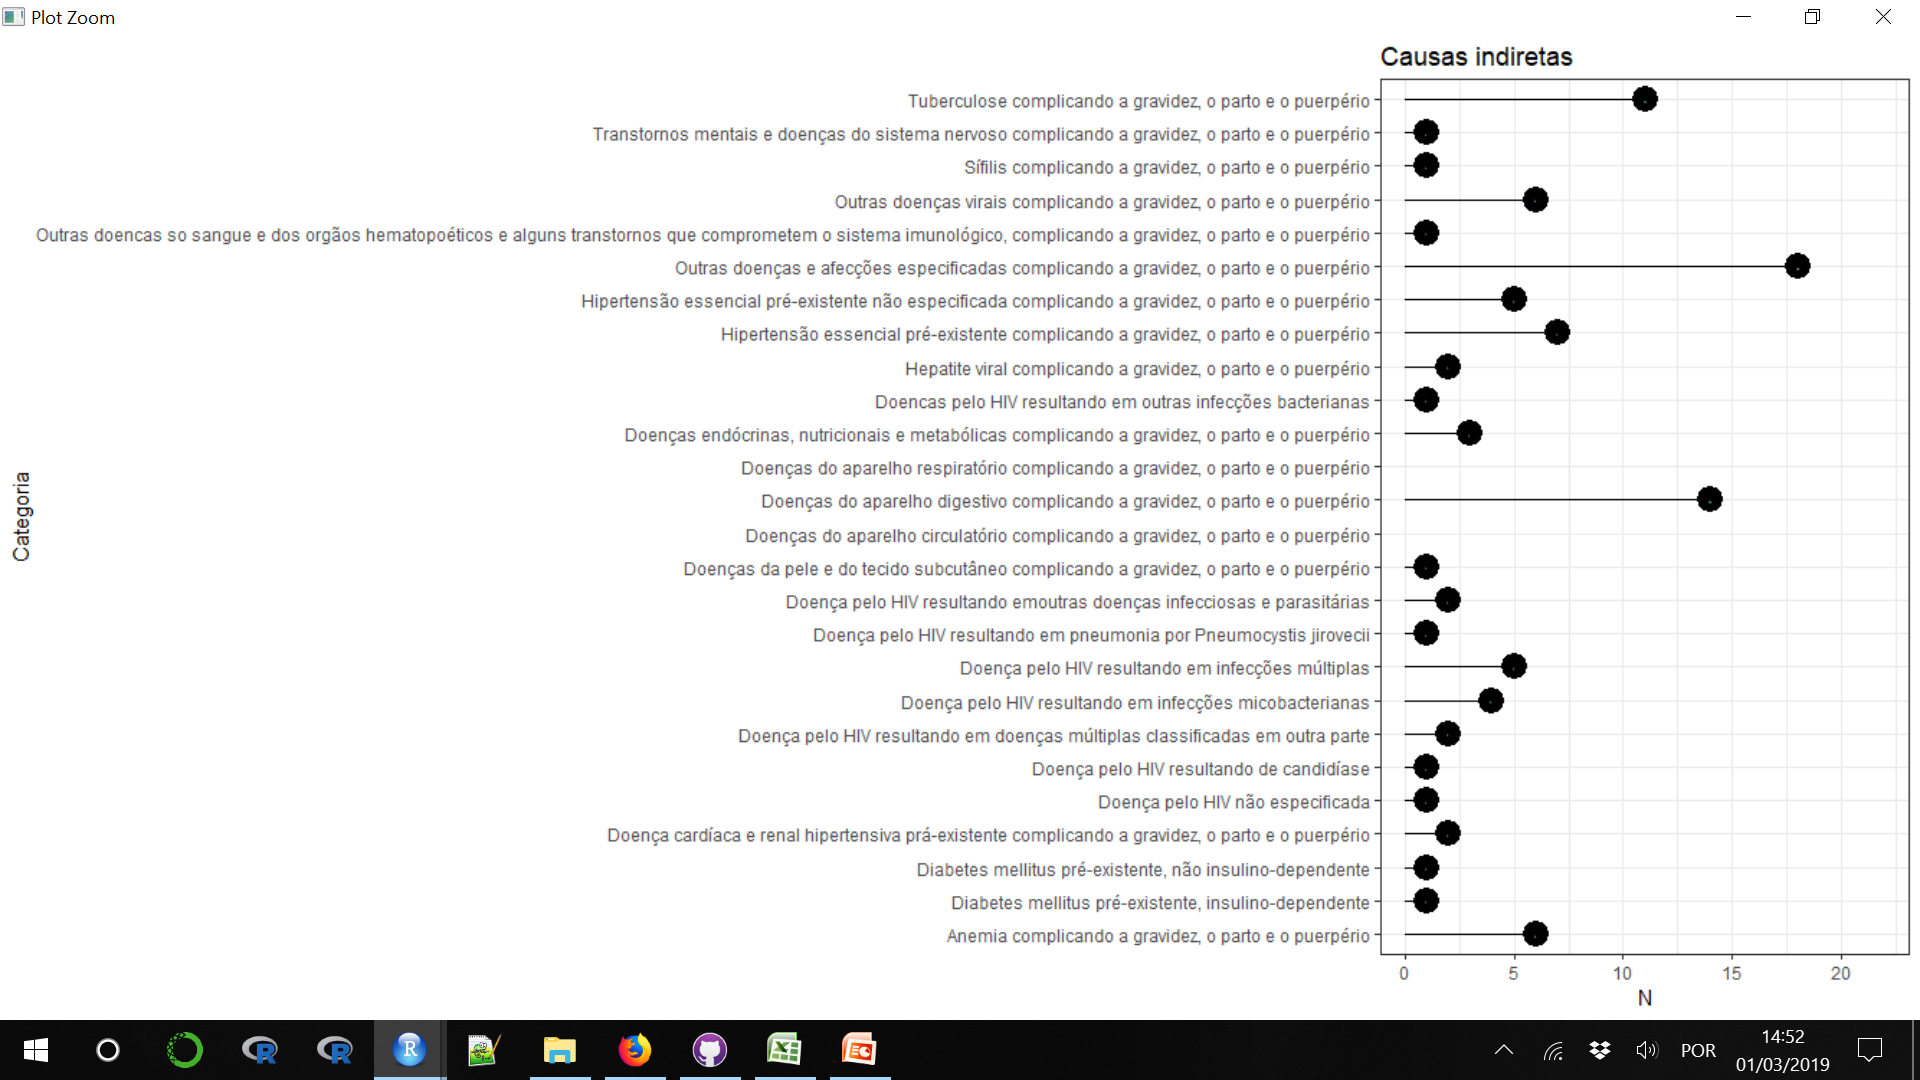 Plot Zoom
Causas indiretas
Tuberculose complicando a gravidez, o parto e o puerpério
Transtornos mentais e doenças do sistema nervoso complicando a gravidez, o parto e o puerpério
Sífilis complicando a gravidez, o parto e o puerpério
Outras doenças virais complicando a gravidez, o parto e o puerpério
Outras doencas so sangue e dos orgãos hematopoéticos e alguns transtornos que comprometem o sistema imunológico, complicando a gravidez, o parto e o puerpério
Outras doenças e afecções especificadas complicando a gravidez, o parto e o puerpério
Hipertensão essencial pré-existente não especificada complicando a gravidez, o parto e o puerpério
Hipertensão essencial pré-existente complicando a gravidez, o parto e o puerpério
Hepatite viral complicando a gravidez, o parto e o puerpério
Doencas pelo HIV resultando em outras infecções bacterianas
Doenças endócrinas, nutricionais e metabólicas complicando a gravidez, o parto e o puerpério
Doenças do aparelho respiratório complicando a gravidez, o parto e o puerpério
Doenças do aparelho digestivo complicando a gravidez, o parto e o puerpério
Doenças do aparelho circulatório complicando a gravidez, o parto e o puerpério
Doenças da pele e do tecido subcutâneo complicando a gravidez, o parto e o puerpério
Doença pelo HIV resultando emoutras doenças infecciosas e parasitárias
Doença pelo HIV resultando em pneumonia por Pneumocystis jirovecii
Doença pelo HIV resultando em infecções múltiplas
Doença pelo HIV resultando em infecções micobacterianas
Doença pelo HIV resultando em doenças múltiplas classificadas em outra parte
Doença pelo HIV resultando de candidíase
Doença pelo HIV não especificada
Doença cardíaca e renal hipertensiva prá-existente complicando a gravidez, o parto e o puerpério
Diabetes mellitus pré-existente, não insulino-dependente
Diabetes mellitus pré-existente, insulino-dependente
Anemia complicando a gravidez, o parto e o puerpério
Categoria
0 5 10 15 20
N
POR
14:52
01/03/2019